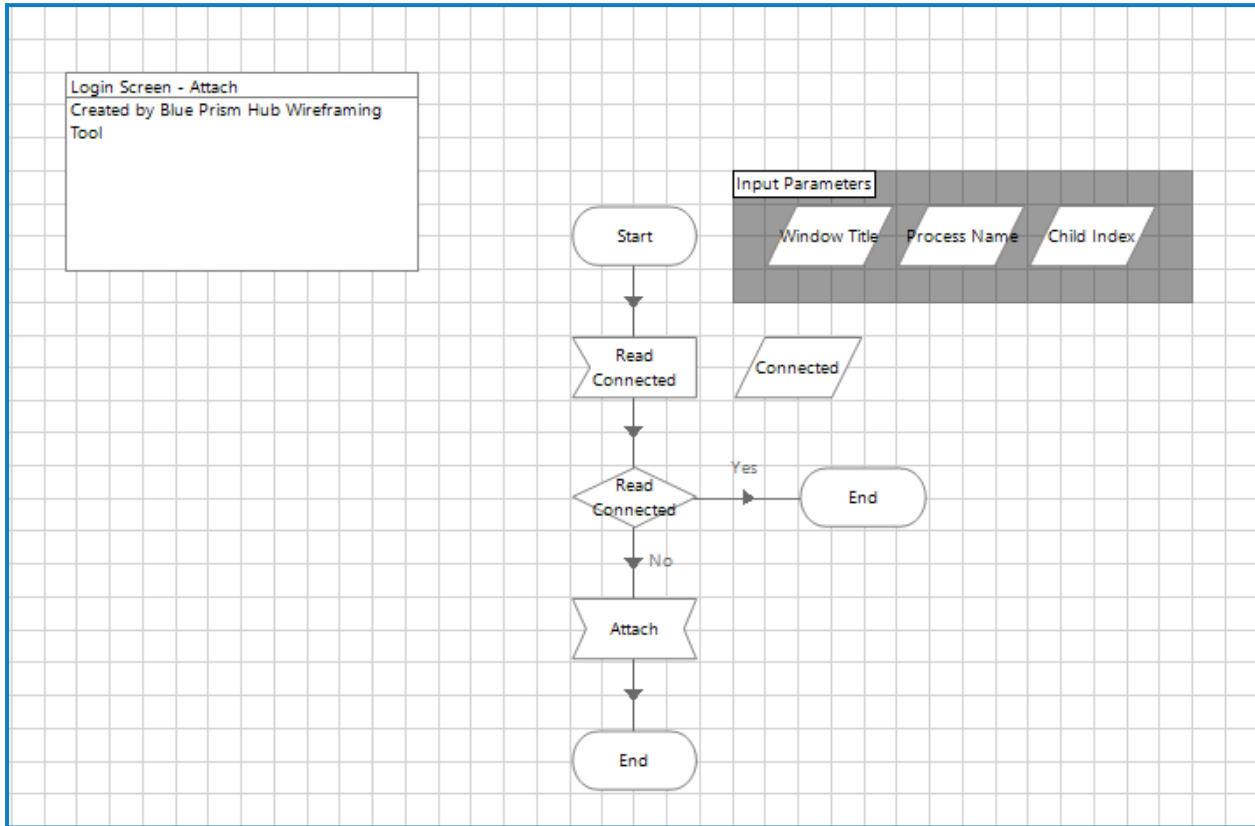 Login Screen - Attach
Created by Blue Prism Hub Wireframing
Tool
Input Parameters
Start
Window Title
Process Name
Child Index
Read
Connected
Connected
Read
Connected
Yes
End
No
Attach
End